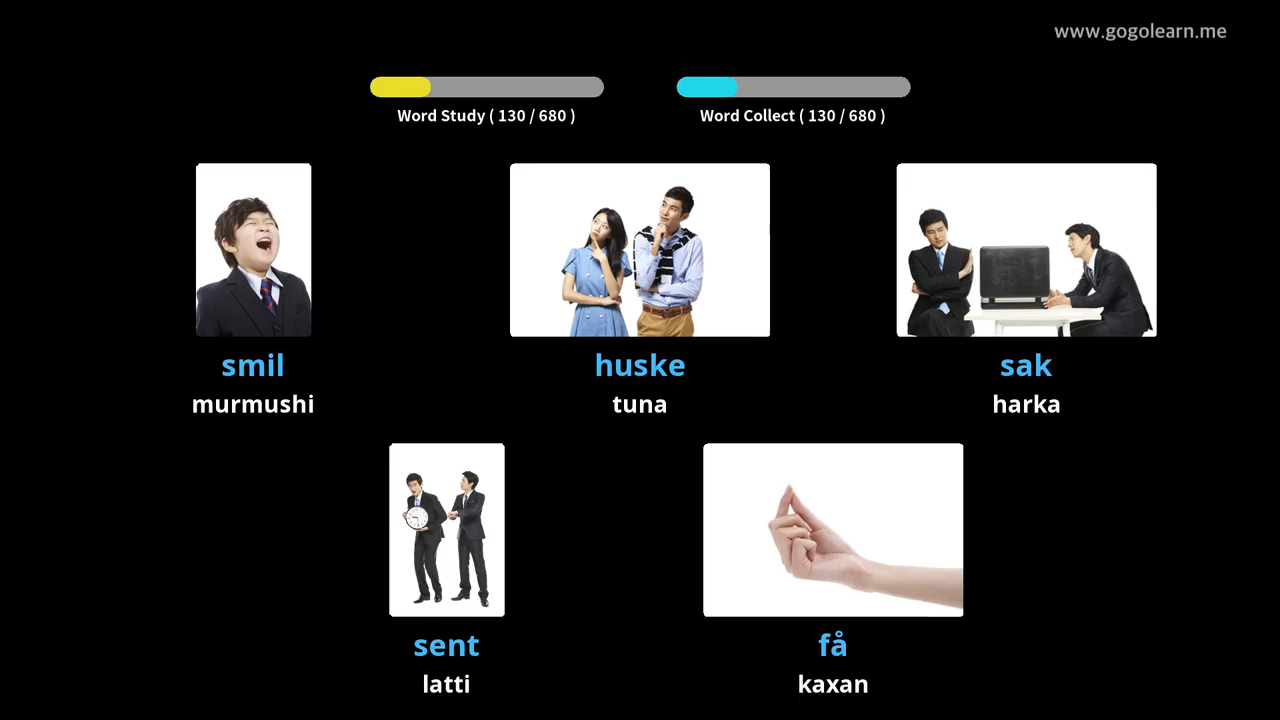 www.gogolearn.me
Word Study ( 130 / 680 )
Word Collect ( 130 / 680 )
smil
murmushi
huske
tuna
sak
harka
sent
latti
få
kaxan